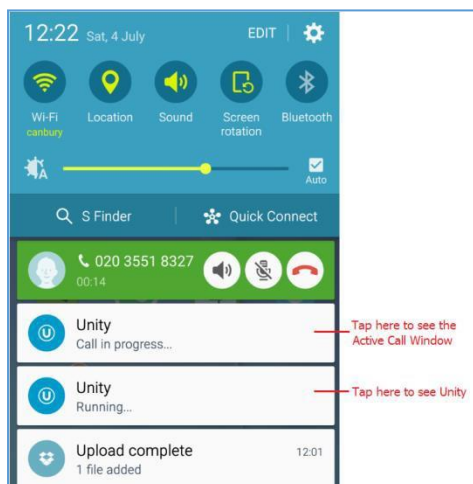 12:22 Sat, 4 July EDIT
Wi-Fi Location Sound Screen Bluetooth
canbury rotation
A Auto
S Finder Quick Connect
020 3551 8327
00:14
Unity
Call in progress...
Tap here to see the
Active Call Window
U
Unity
Running...
Tap here to see Unity
U
Upload complete 12:01
1 file added